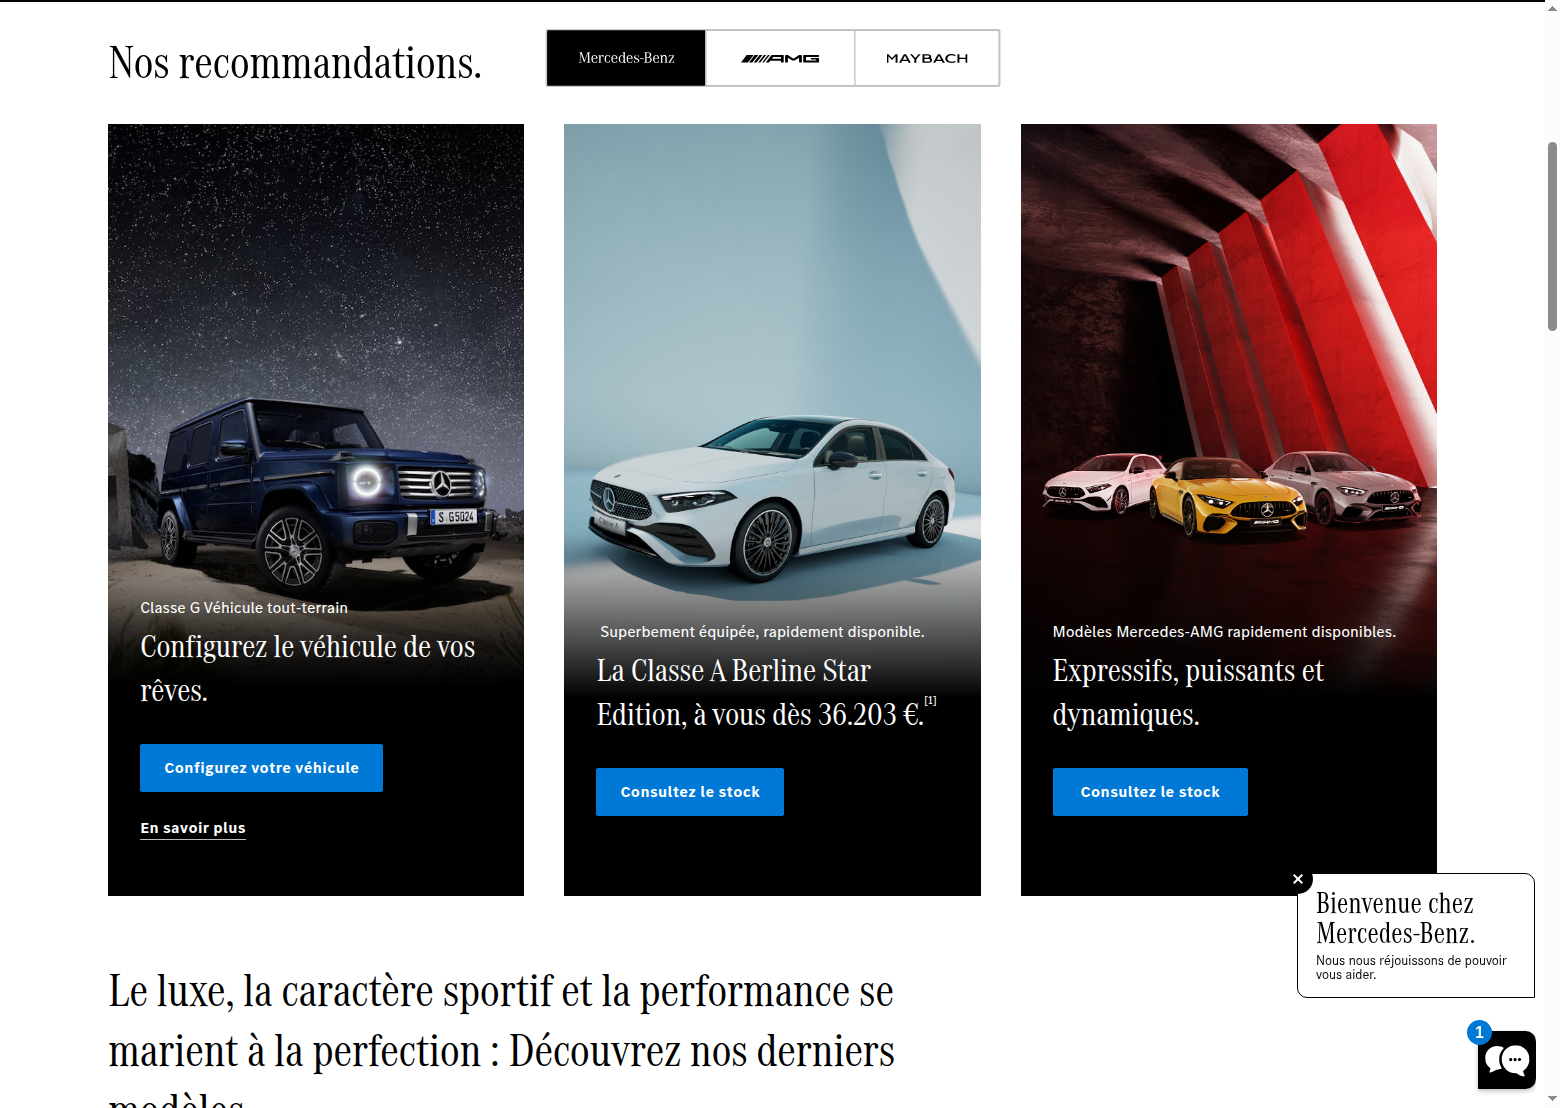 Nos recommandations.
Mercedes-Benz
AMG
MAYBACH
S·G5024
Classe G Véhicule tout-terrain
Configurez le véhicule de vos
rêves.
Configurez votre véhicule
En savoir plus
Classe A
Superbement équipée, rapidement disponible.
La Classe A Berline Star
Edition, à vous dès 36.203 €.[1]
Consultez le stock
AMG
Modèles Mercedes-AMG rapidement disponibles.
Expressifs, puissants et
dynamiques.
Consultez le stock
Bienvenue chez
Mercedes-Benz.
Nous nous réjouissons de pouvoir
vous aider.
Le luxe, la caractère sportif et la performance se
marient à la perfection : Découvrez nos derniers
modèles
1